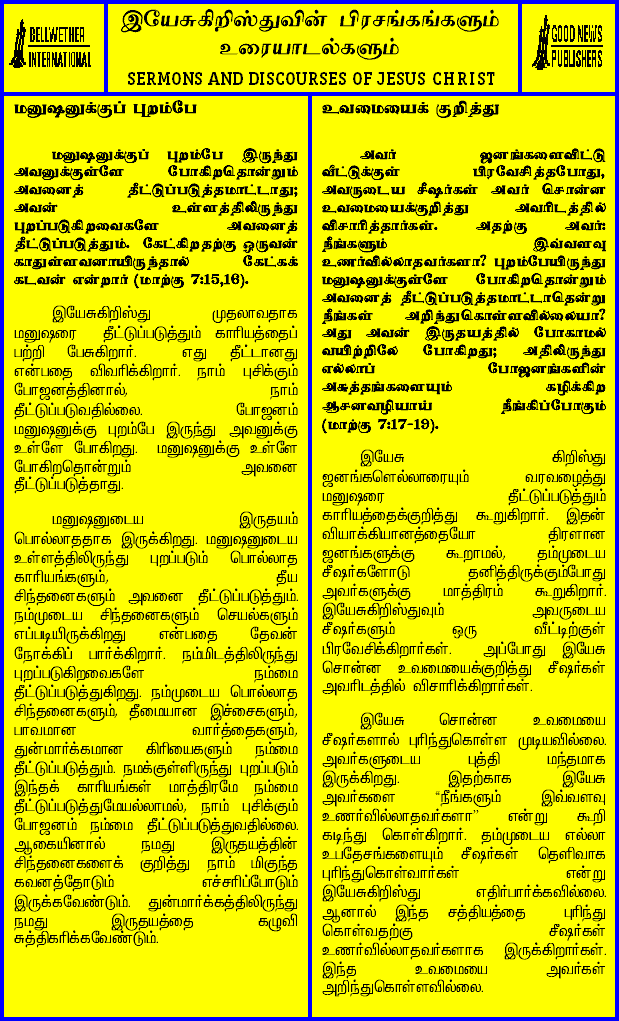 BELLWETHER
INTERNATIONAL
இயேசுகிறிஸ்துவின் பிரசங்கங்களும்
உரையாடல்களும்
SERMONS AND DISCOURSES OF JESUS CHRIST
GOOD NEWS
PUBLISHERS
மனுஷனுக்குப் புறம்பே
மனுஷனுக்குப் புறம்பே இருந்து
அவனுக்குள்ளே போகிறதொன்றும்
அவனைத் தீட்டுப்படுத்தமாட்டாது;
அவன் உள்ளத்திலிருந்து
புறப்படுகிறவைகளே அவனைத்
தீட்டுப்படுத்தும். கேட்கிறதற்கு ஒருவன்
காதுள்ளவனாயிருந்தால் கேட்கக்
கடவன் என்றார் (மாற்கு 7:15,16).
இயேசுகிறிஸ்து முதலாவதாக
மனுஷரை தீட்டுப்படுத்தும் காரியத்தைப்
பற்றி பேசுகிறார். எது தீட்டானது
என்பதை விவரிக்கிறார். நாம் புசிக்கும்
போஜனத்தினால், நாம்
தீட்டுப்படுவதில்லை. போஜனம்
மனுஷனுக்கு புறம்பே இருந்து அவனுக்கு
உள்ளே போகிறது. மனுஷனுக்கு உள்ளே
போகிறதொன்றும் அவனை
தீட்டுப்படுத்தாது.
மனுஷனுடைய இருதயம்
பொல்லாததாக இருக்கிறது. மனுஷனுடைய
உள்ளத்திலிருந்து புறப்படும் பொல்லாத
காரியங்களும், தீய
சிந்தனைகளும் அவனை தீட்டுப்படுத்தும்.
நம்முடைய சிந்தனைகளும் செயல்களும்
எப்படியிருக்கிறது என்பதை தேவன்
நோக்கிப் பார்க்கிறார். நம்மிடத்திலிருந்து
புறப்படுகிறவைகளே நம்மை
தீட்டுப்படுத்துகிறது. நம்முடைய பொல்லாத
சிந்தனைகளும், தீமையான இச்சைகளும்,
பாவமான வார்த்தைகளும்,
துன்மார்க்கமான கிரியைகளும் நம்மை
தீட்டுப்படுத்தும். நமக்குள்ளிருந்து புறப்படும்
இந்தக் காரியங்கள் மாத்திரமே நம்மை
தீட்டுப்படுத்துமேயல்லாமல், நாம் புசிக்கும்
போஜனம் நம்மை தீட்டுப்படுத்துவதில்லை.
ஆகையினால் நமது இருதயத்தின்
சிந்தனைகளைக் குறித்து நாம் மிகுந்த
கவனத்தோடும் எச்சரிப்போடும்
இருக்கவேண்டும். துன்மார்க்கத்திலிருந்து
நமது இருதயத்தை கழுவி
சுத்திகரிக்கவேண்டும்.
உவமையைக் குறித்து
அவர் ஜனங்களைவிட்டு
வீட்டுக்குள் பிரவேசித்தபோது,
அவருடைய சீஷர்கள் அவர் சொன்ன
உவமையைக்குறித்து அவரிடத்தில்
விசாரித்தார்கள். அதற்கு அவர்:
நீங்களும் இவ்வளவு
உணர்வில்லாதவர்களா? புறம்பேயிருந்து
மனுஷனுக்குள்ளே போகிறதொன்றும்
அவனைத் தீட்டுப்படுத்தமாட்டாதென்று
நீங்கள் அறிந்துகொள்ளவில்லையா?
அது அவன் இருதயத்தில் போகாமல்
வயிற்றிலே போகிறது; அதிலிருந்து
எல்லாப் போஜனங்களின்
அசுத்தங்களையும் கழிக்கிற
ஆசனவழியாய் நீங்கிப்போகும்
(மாற்கு 7:17-19).
இயேசு கிறிஸ்து
ஜனங்களெல்லாரையும் வரவழைத்து
மனுஷரை தீட்டுப்படுத்தும்
காரியத்தைக்குறித்து கூறுகிறார். இதன்
வியாக்கியானத்தையோ திரளான
ஜனங்களுக்கு கூறாமல், தம்முடைய
சீஷர்களோடு தனித்திருக்கும்போது
அவர்களுக்கு மாத்திரம் கூறுகிறார்.
இயேசுகிறிஸ்துவும் அவருடைய
சீஷர்களும் ஒரு வீட்டிற்குள்
பிரவேசிக்கிறார்கள். அப்போது இயேசு
சொன்ன உவமையைக்குறித்து சீஷர்கள்
அவரிடத்தில் விசாரிக்கிறார்கள்.
இயேசு சொன்ன உவமையை
சீஷர்களால் புரிந்துகொள்ள முடியவில்லை.
அவர்களுடைய புத்தி மந்தமாக
இருக்கிறது. இதற்காக இயேசு
அவர்களை “நீங்களும் இவ்வளவு
உணர்வில்லாதவர்களா” என்று கூறி
கடிந்து கொள்கிறார். தம்முடைய எல்லா
உபதேசங்களையும் சீஷர்கள் தெளிவாக
புரிந்துகொள்வார்கள் என்று
இயேசுகிறிஸ்து எதிர்பார்க்கவில்லை.
ஆனால் இந்த சத்தியத்தை புரிந்து
கொள்வதற்கு சீஷர்கள்
உணர்வில்லாதவர்களாக இருக்கிறார்கள்.
இந்த உவமையை அவர்கள்
அறிந்துகொள்ளவில்லை.